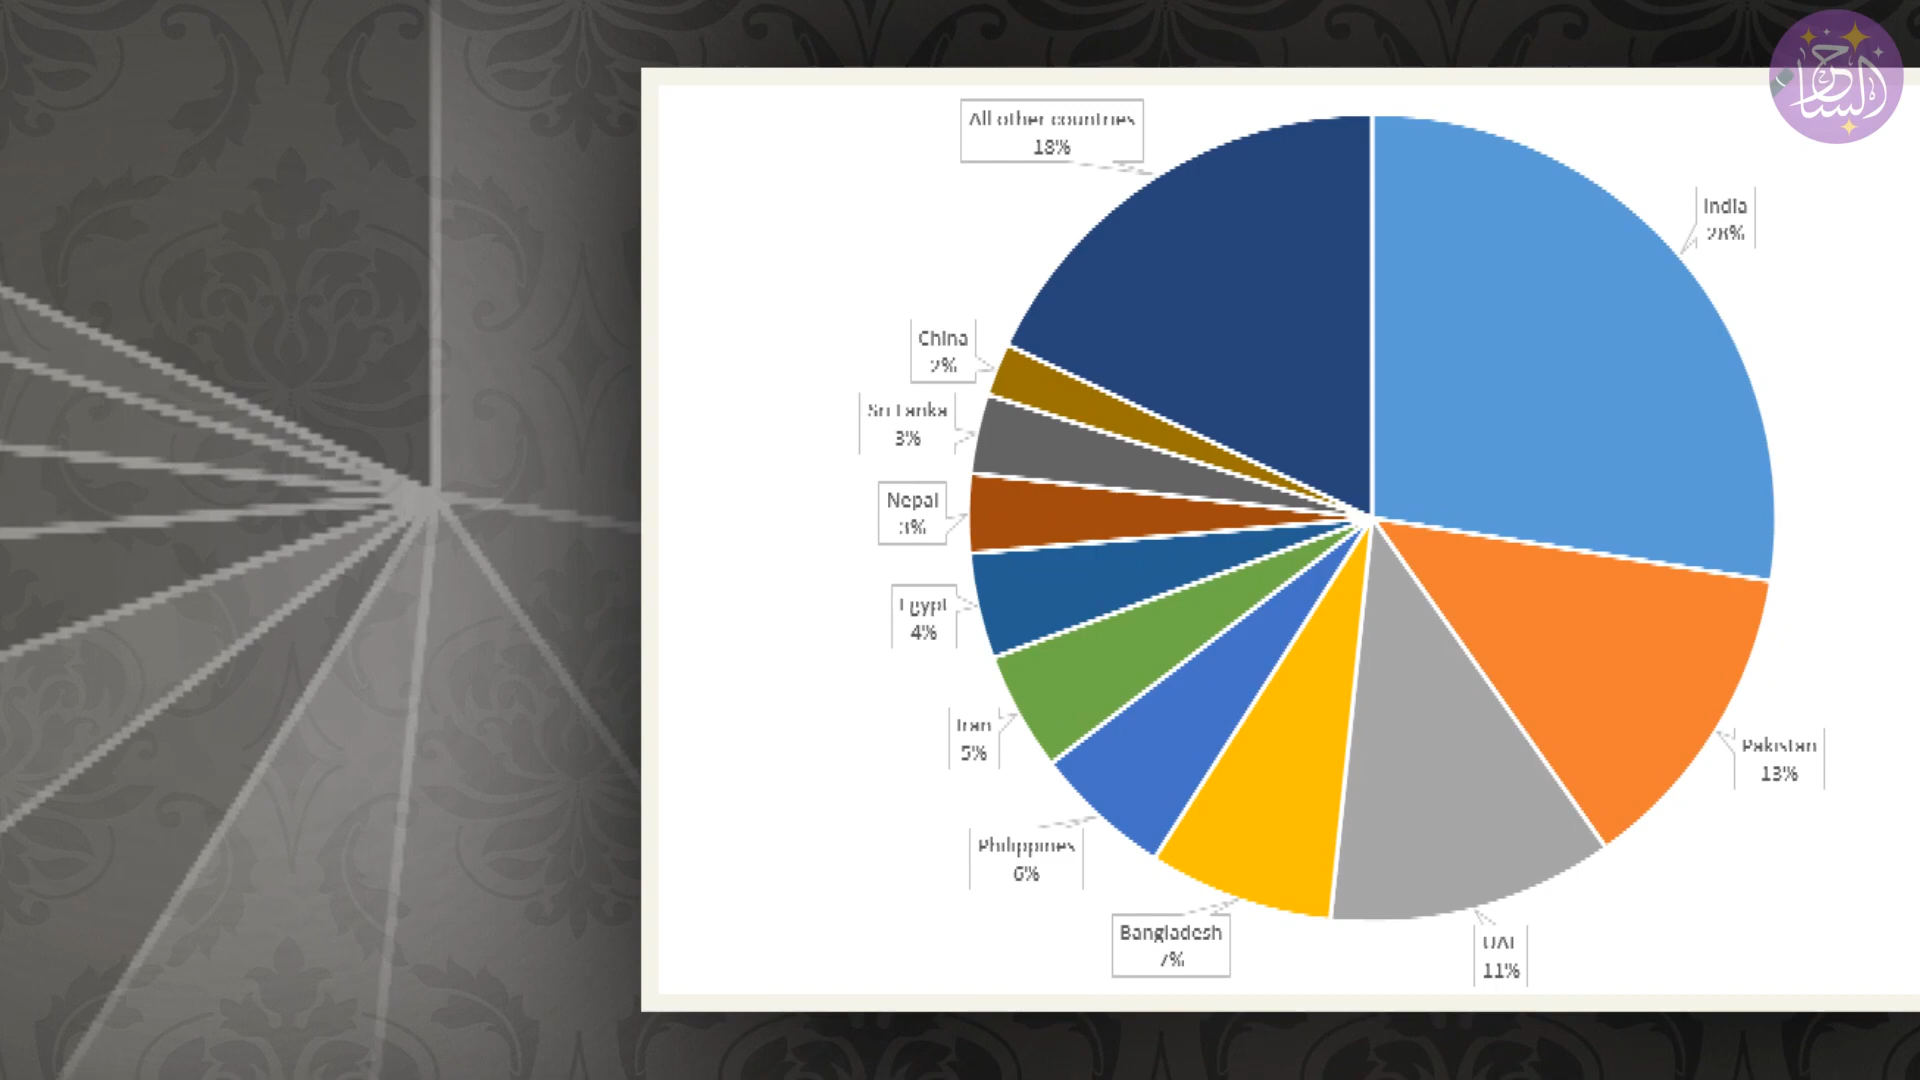 All other countries
18%
India
28%
China
2%
Sri Lanka
3%
Nepal
3%
Egypt
4%
Iran
5%
Pakistan
13%
Philippines
6%
Bangladesh
7%
UAE
11%
الساحر